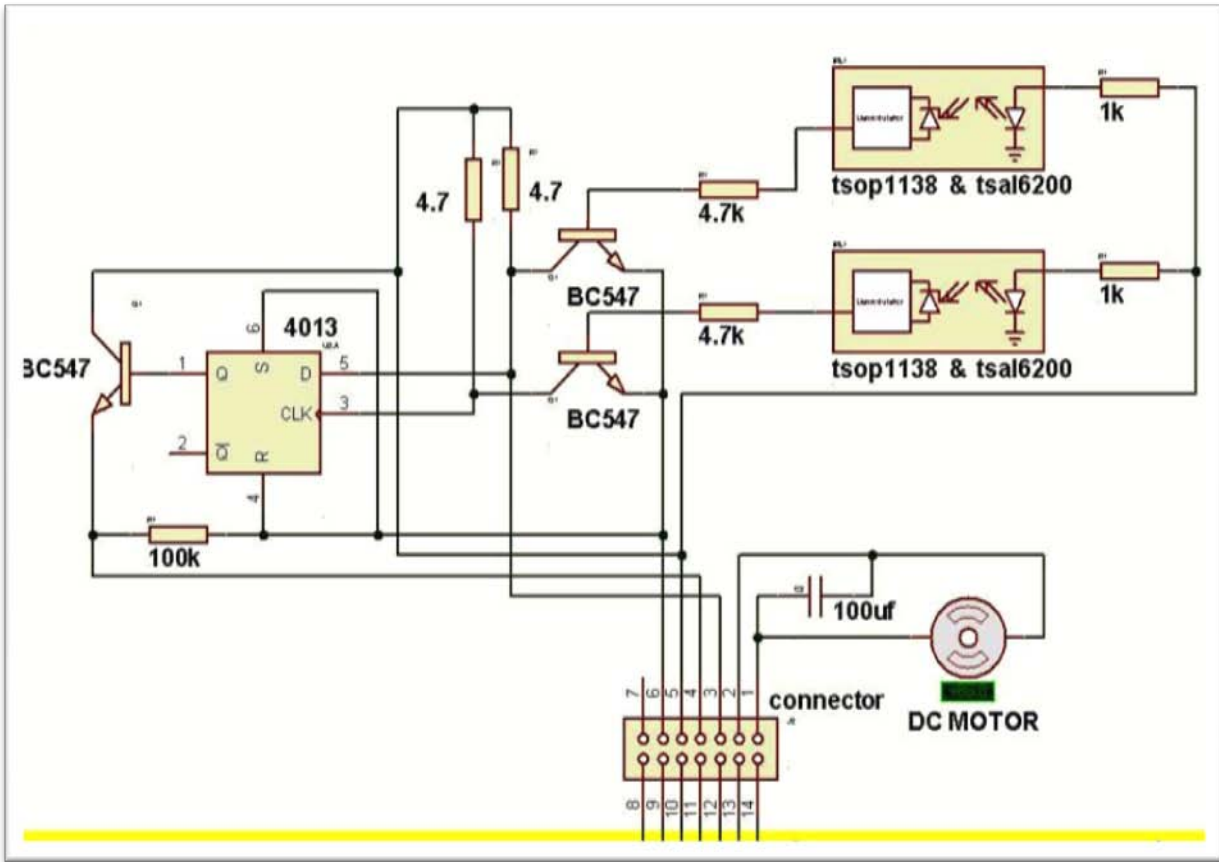 1k
tsop1138 & tsal6200
4.7
4.7
4.7k
BC547
1k
tsop1138 & tsal6200
4.7k
BC547
BC547
4013
1
Q
6
S
D
5
CLK
3
2
Q
R
4
100k
100uf
DC MOTOR
connector
7
6
5
4
3
2
1
8
9
10
11
12
13
14